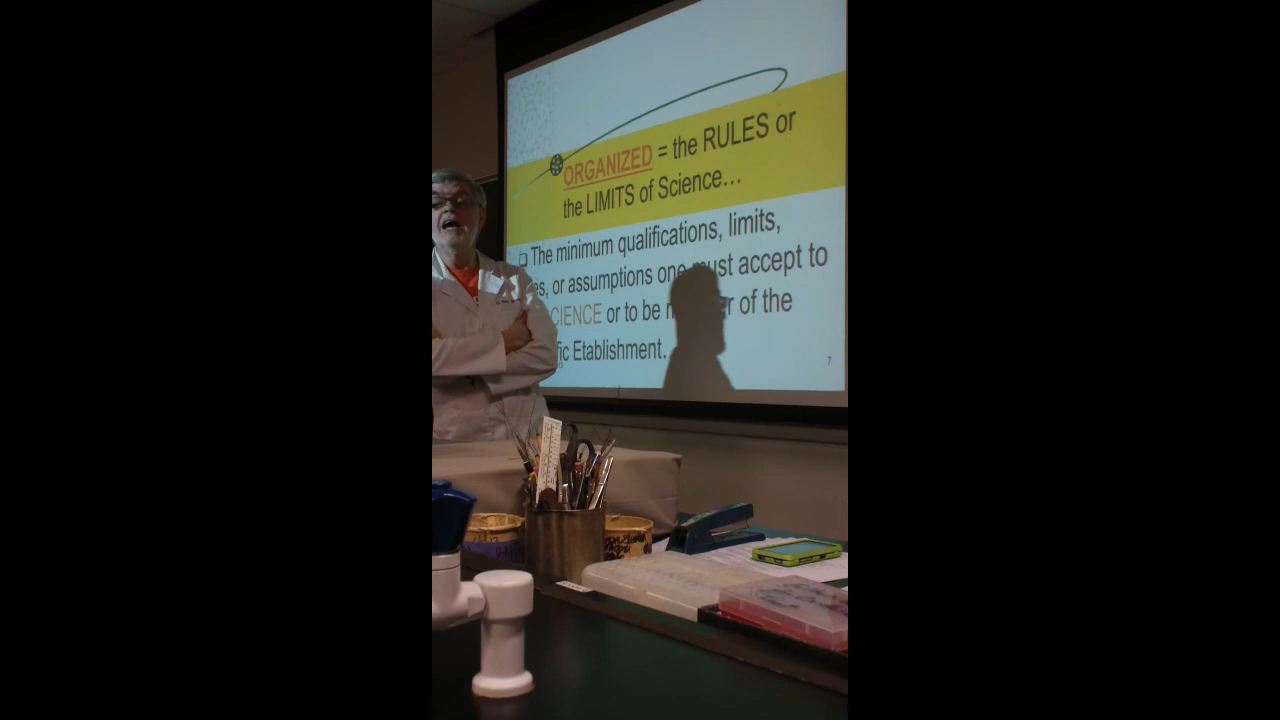 ORGANIZED = the RULES or
the LIMITS of Science...
The minimum qualifications, limits,
es, or assumptions one must accept to
CIENCE or to be m r of the
fic Etablishment.
7